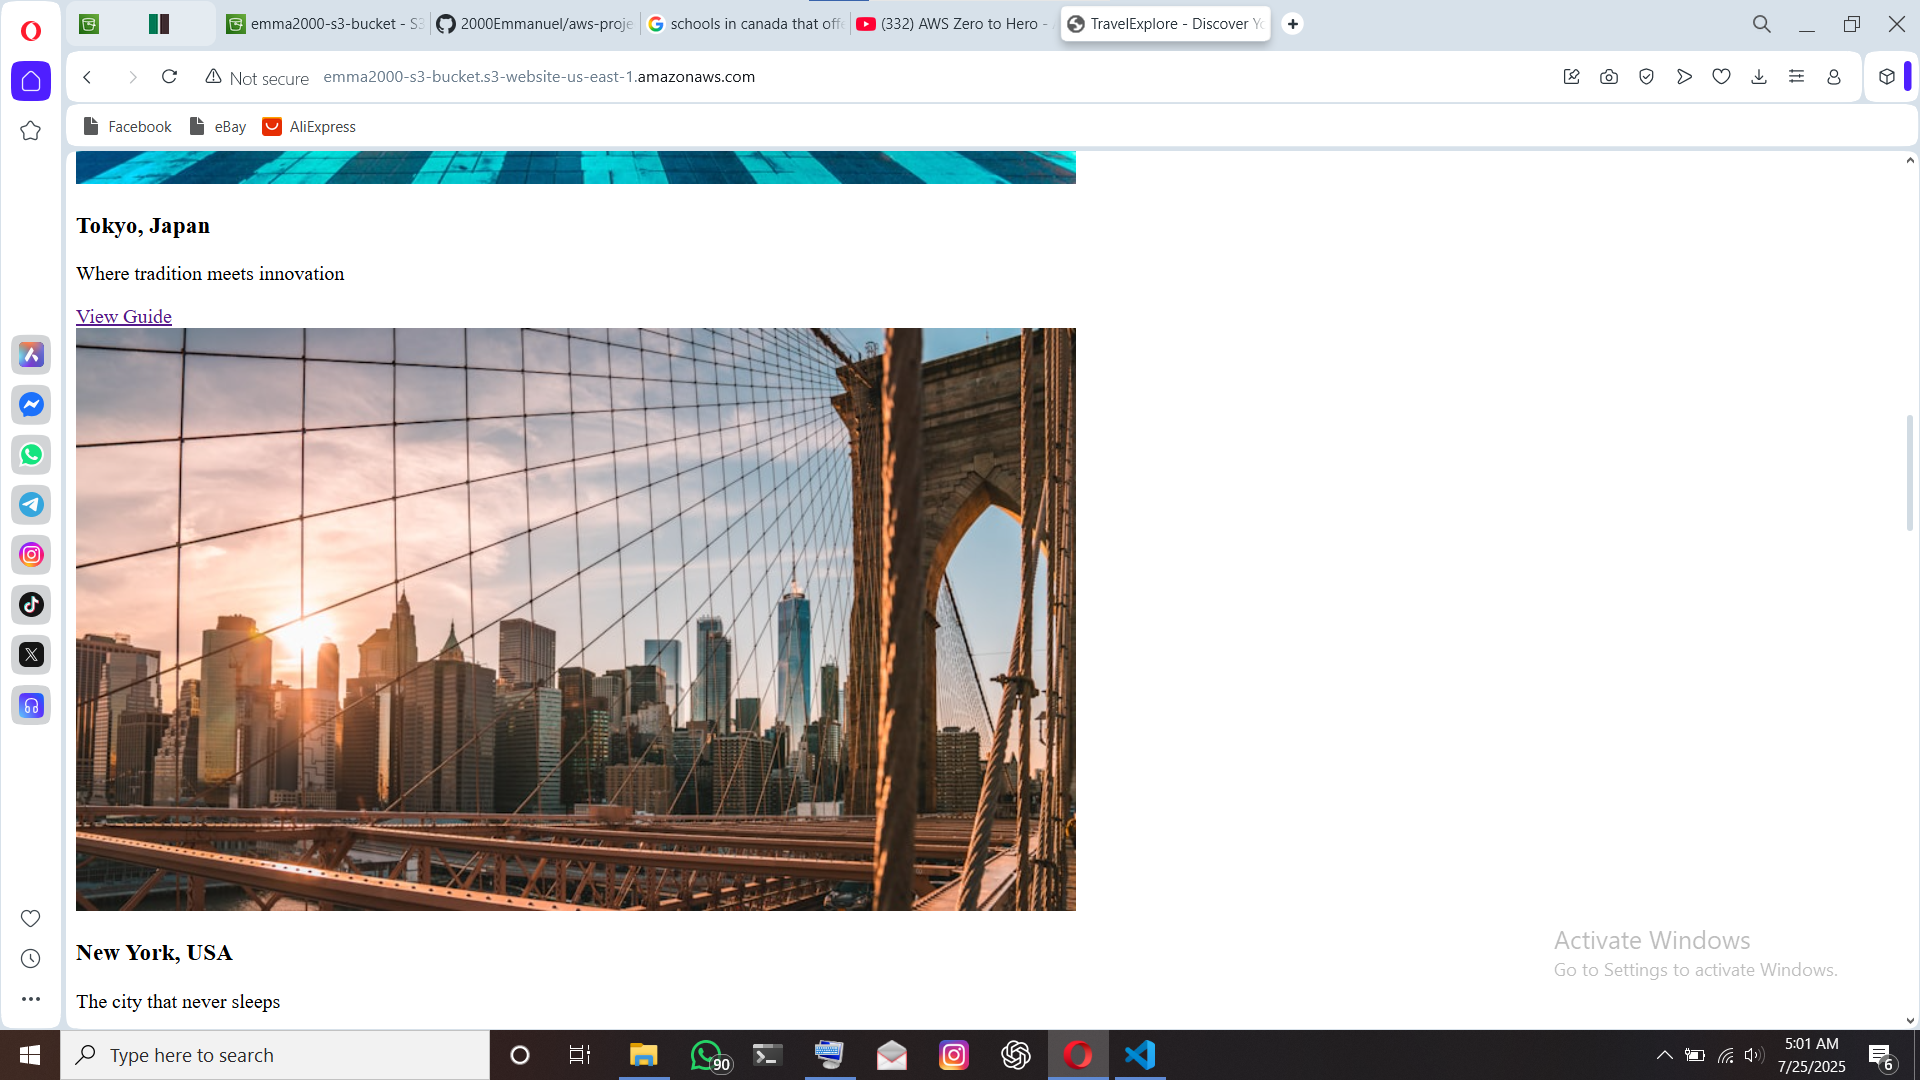 emma2000-s3-bucket - S3
2000Emmanuel/aws-proje
schools in canada that off
(332) AWS Zero to Hero -
TravelExplore - Discover Yo
Not secure
emma2000-s3-bucket.s3-website-us-east-1.amazonaws.com
Facebook
eBay
AliExpress
Tokyo, Japan
Where tradition meets innovation
View Guide
New York, USA
The city that never sleeps
Activate Windows
Go to Settings to activate Windows.
Type here to search
90
5:01 AM
7/25/2025
6